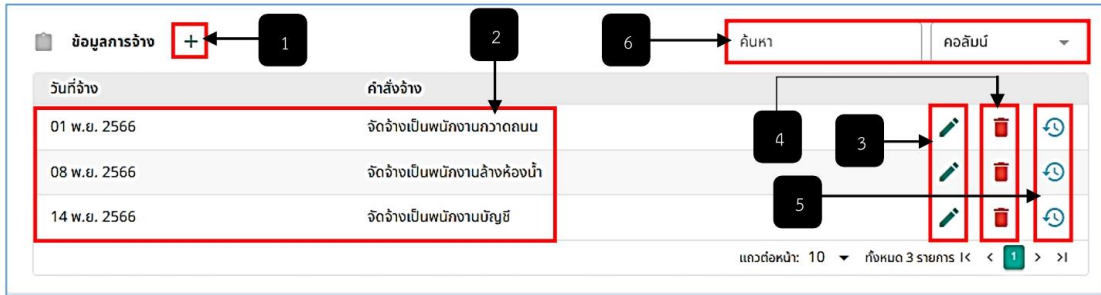 ข้อมูลการจ้าง + 1 2 6 ค้นหา คอลัมน์
วันที่จ้าง คำสั่งจ้าง
01 พ.ย. 2566 จัดจ้างเป็นพนักงานกวาดถนน 4 3
08 พ.ย. 2566 จัดจ้างเป็นพนักงานล้างห้องน้ำ
14 พ.ย. 2566 จัดจ้างเป็นพนักงานบัญชี 5
แถวต่อหน้า: 10 ทั้งหมด 3 รายการ |< < 1 > >|